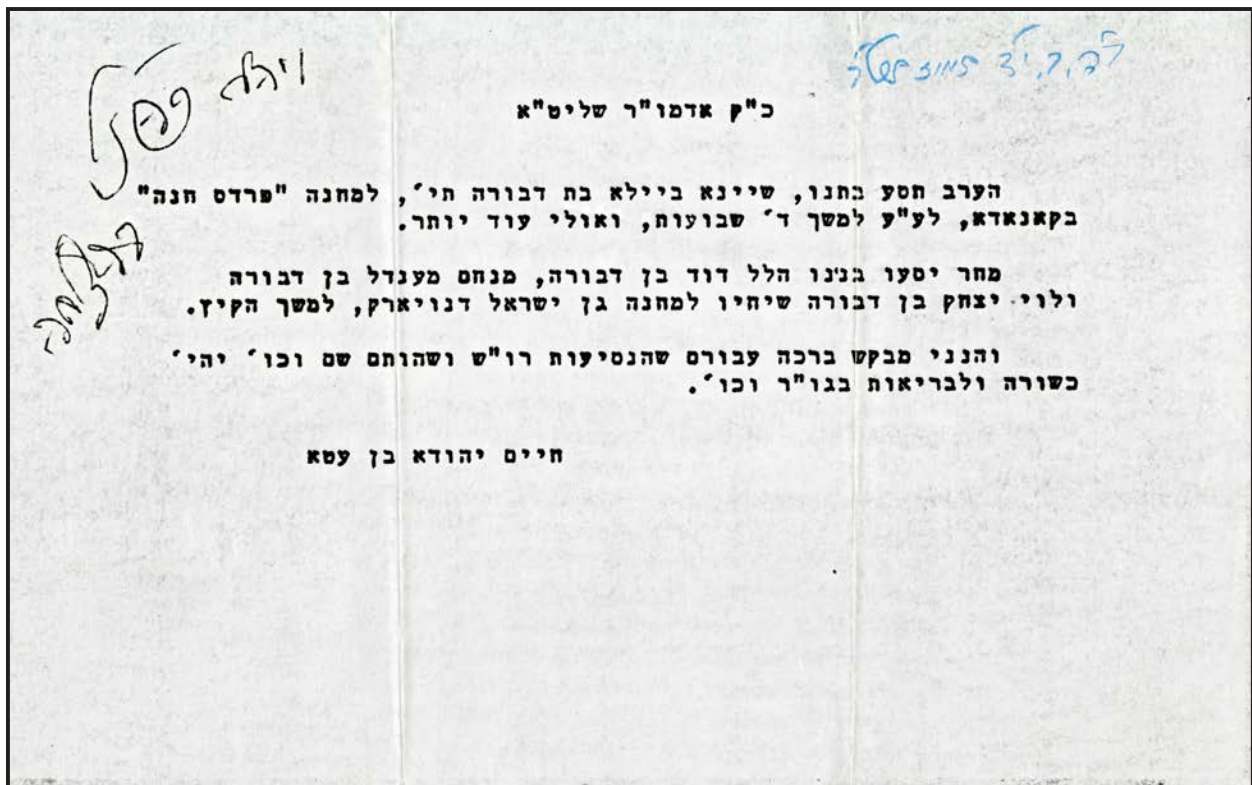 כ"ק אדמו"ר שליט"א
הערב תסע בתנו, שיינא ביילא בת דבורה תי׳, למחנה "פרדס חנה"
בקאנאדא, לע"ע למשך ד׳ שבועות, ואולי עוד יותר.
מחר יסעו בנינו הלל דוד בן דבורה, מנחם מענדל בן דבורה
ולוי יצחק בן דבורה שיחיו למחנה גן ישראל דנויארק, למשך הקיץ.
והנני מבקש ברכה עבורם שהנסיעות הלו"ש ושהותם שם וכו׳ יהי׳
כשורה ולבריאות בגו"ר וכו׳.
חיים יהודא בן עטא